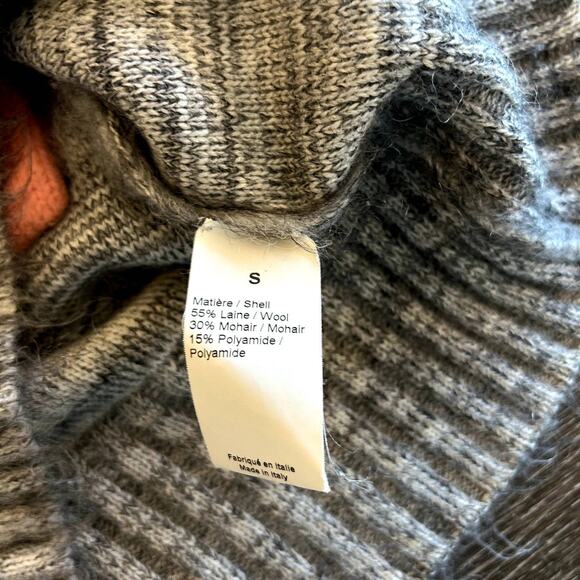 S
Matière / Shell
55% Laine / Wool
30% Mohair / Mohair
15% Polyamide /
Polyamide
Fabriqué en Italie
Made in Italy